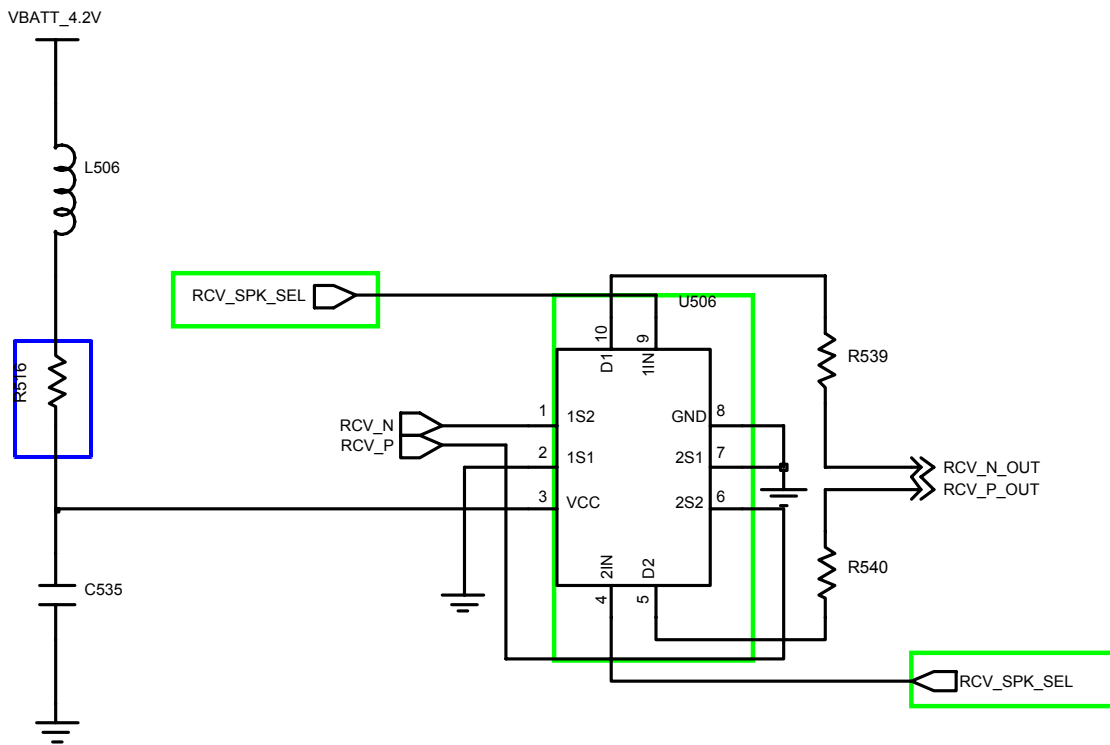 VBATT_4.2V
L506
RCV_SPK_SEL
U506
10
9
D1
1IN
R539
R516
RCV_N
1
1S2
GND
8
RCV_P
2
1S1
2S1
7
RCV_N_OUT
RCV_P_OUT
3
VCC
2S2
6
2IN
D2
R540
C535
4
5
RCV_SPK_SEL